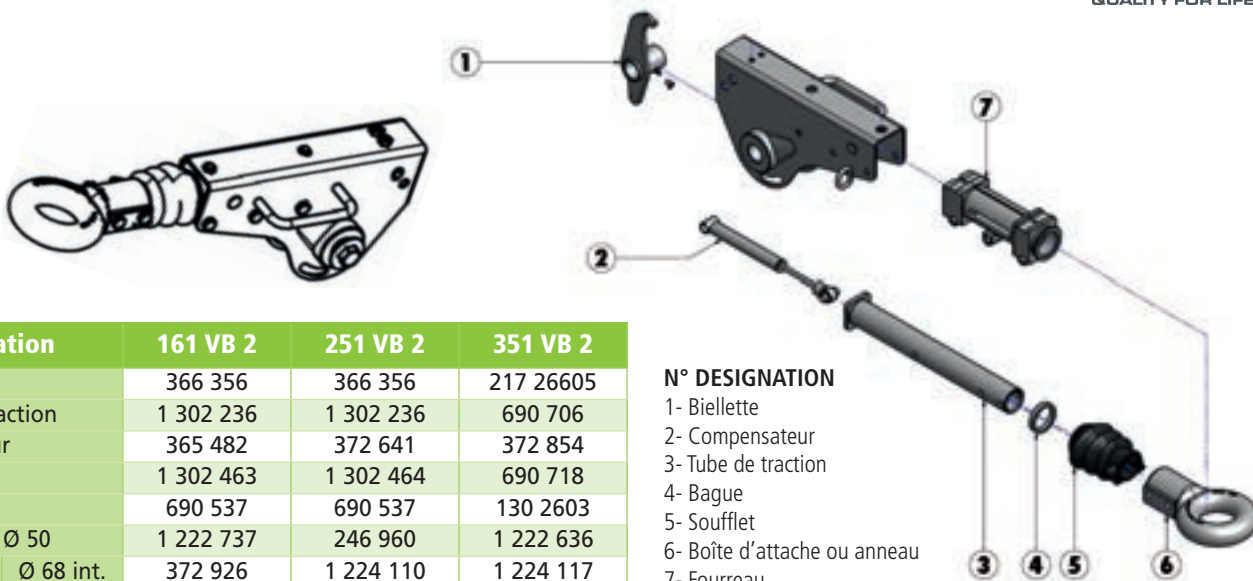 QUALITY FOR LIFE
1
7
2
ation 161 VB 2 251 VB 2 351 VB 2
366 356 366 356 217 26605
action 1 302 236 1 302 236 690 706
ur 365 482 372 641 372 854
1 302 463 1 302 464 690 718
690 537 690 537 130 2603
Ø 50 1 222 737 246 960 1 222 636
Ø 68 int. 372 926 1 224 110 1 224 117
N° DESIGNATION
1- Biellette
2- Compensateur
3- Tube de traction
4- Bague
5- Soufflet
6- Boîte d’attache ou anneau
7- Fourreau
3 4 5 6